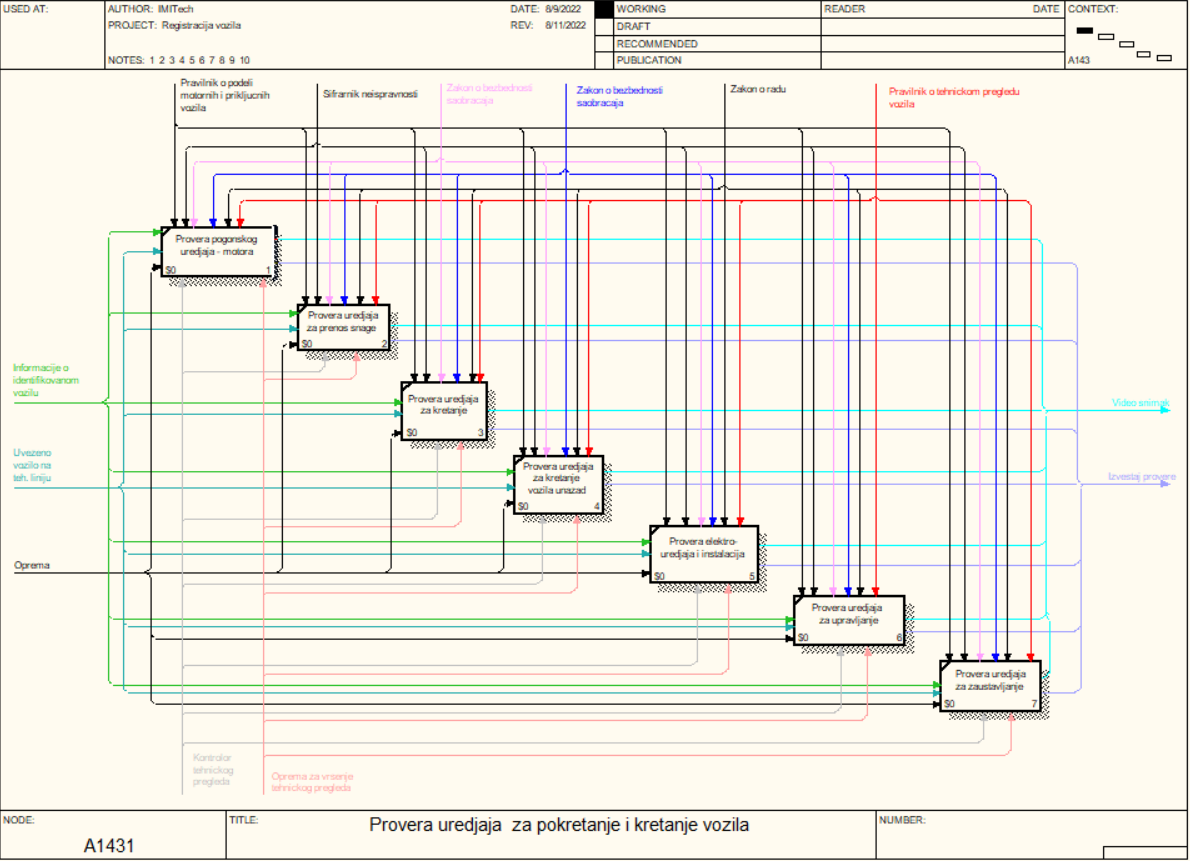 USED AT:
AUTHOR: IMITech
DATE: 8/9/2022
WORKING
READER
DATE
CONTEXT:
PROJECT: Registracija vozila
REV: 8/11/2022
DRAFT
RECOMMENDED
NOTES: 1 2 3 4 5 6 7 8 9 10
PUBLICATION
A143
Pravilnik o podeli
motornih i prikljucnih
vozila
Sifrarnik neispravnosti
Zakon o bezbednosti
saobracaja
Zakon o bezbednosti
saobracaja
Zakon o radu
Pravilnik o tehnickom pregledu
vozila
Provera pogonskog
uredjaja - motora
$0
1
Provera uredjaja
za prenos snage
$0
2
Informacije o
identifikovanom
vozilu
Provera uredjaja
za kretanje
$0
3
Video snimak
Uvezeno
vozilo na
teh. liniju
Provera uredjaja
za kretanje
vozila unazad
$0
4
Izvestaj provere
Oprema
Provera elektro-
uredjaja i instalacija
$0
5
Provera uredjaja
za upravljanje
$0
6
Provera uredjaja
za zaustavljanje
$0
7
Kontrolor
tehnickog
pregleda
Oprema za vrsenje
tehnickog pregleda
NODE:
A1431
TITLE:
Provera uredjaja za pokretanje i kretanje vozila
NUMBER: